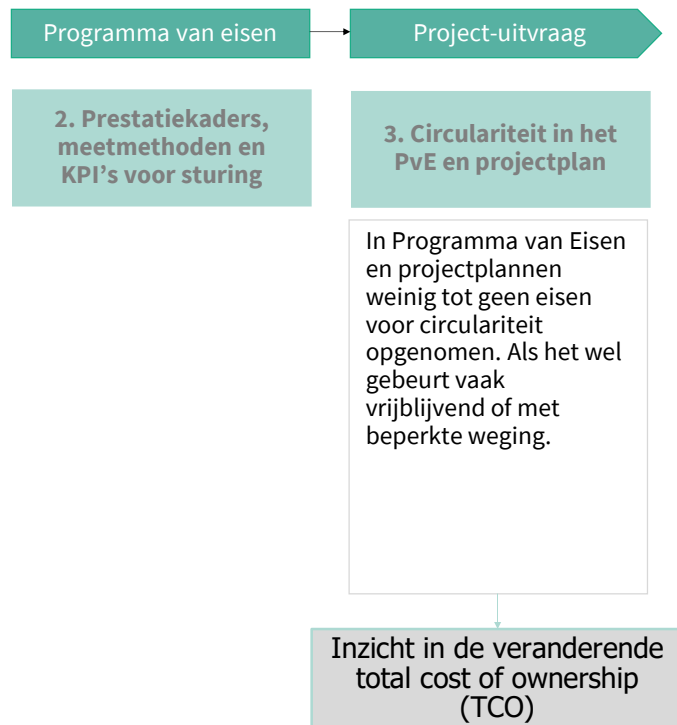 Programma van eisen
Project-uitvraag
2. Prestatiekaders,
meetmethoden en
KPI's voor sturing
3. Circulariteit in het
PvE en projectplan
In Programma van Eisen
en projectplannen
weinig tot geen eisen
voor circulariteit
opgenomen. Als het wel
gebeurt vaak
vrijblijvend of met
beperkte weging.
Inzicht in de veranderende
total cost of ownership
(TCO)